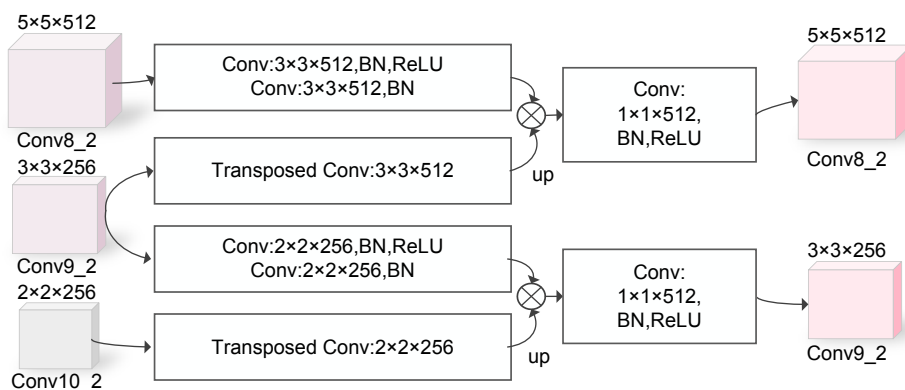 5×5×512
Conv8_2
3×3×256
Conv9_2
2×2×256
Conv10_2
Conv:3×3×512,BN,ReLU
Conv:3×3×512,BN
Transposed Conv:3×3×512
Conv:2×2×256,BN,ReLU
Conv:2×2×256,BN
Transposed Conv:2×2×256
up
up
Conv:
1×1×512,
BN,ReLU
Conv:
1×1×512,
BN,ReLU
5×5×512
Conv8_2
3×3×256
Conv9_2